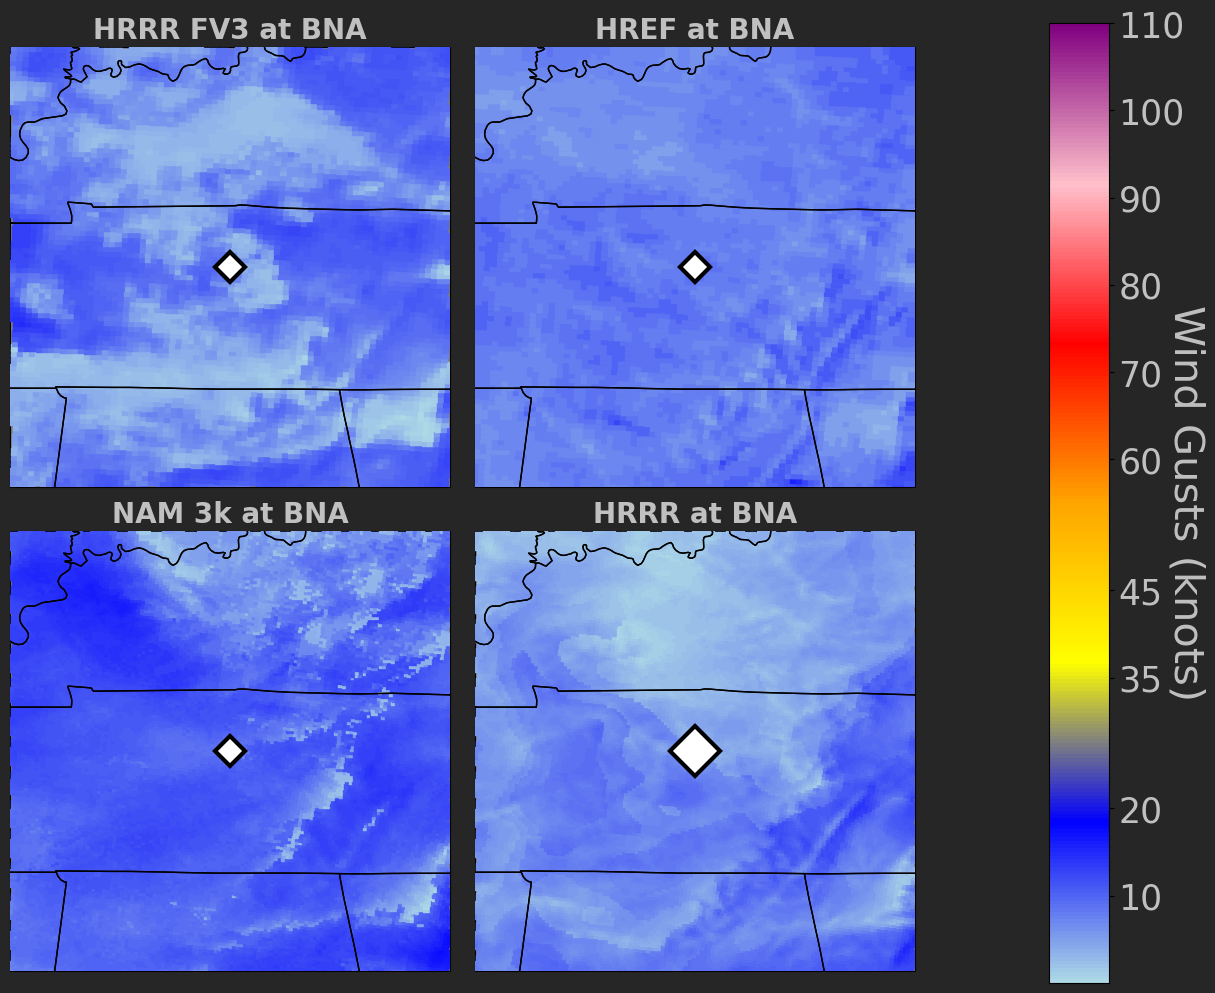 HRRR FV3 at BNA
HREF at BNA
NAM 3k at BNA
HRRR at BNA
110
100
90
80
70
60
45
35
20
10
Wind Gusts (knots)